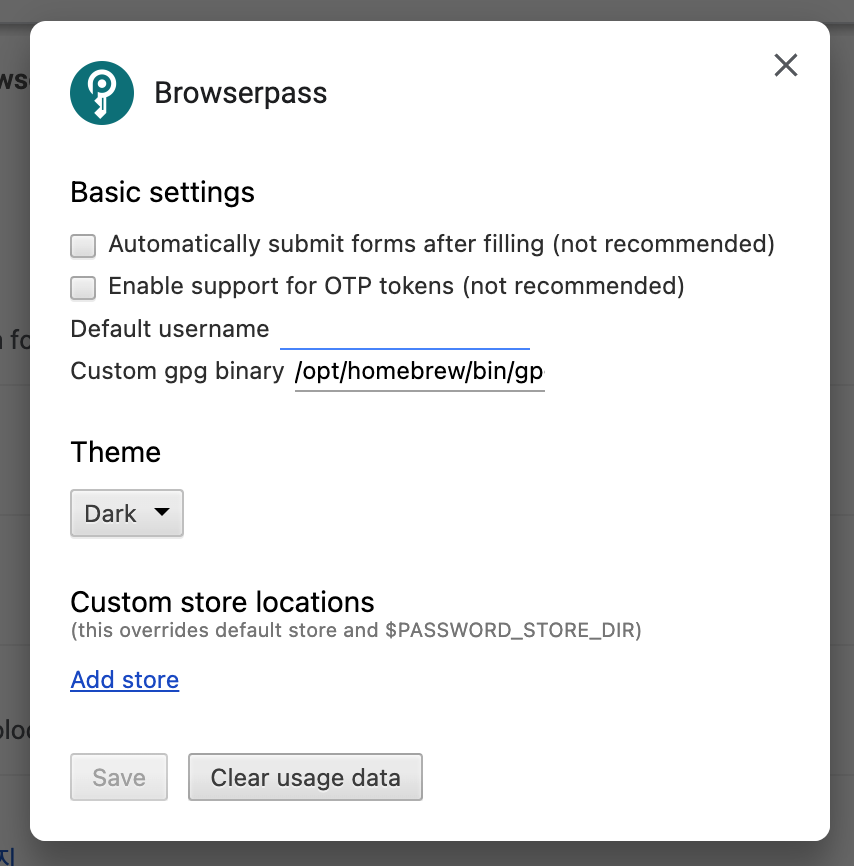 Browserpass
Basic settings
Automatically submit forms after filling (not recommended)
Enable support for OTP tokens (not recommended)
Default username
Custom gpg binary /opt/homebrew/bin/gp
Theme
Dark
Custom store locations
(this overrides default store and $PASSWORD_STORE_DIR)
Add store
Save Clear usage data